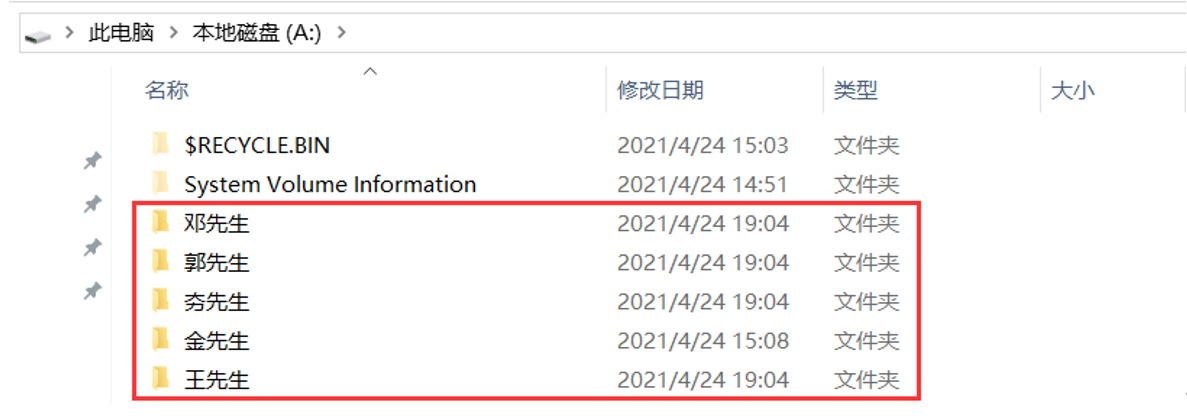 此电脑 > 本地磁盘 (A:) >
名称 修改日期 类型 大小
$RECYCLE.BIN 2021/4/24 15:03 文件夹
System Volume Information 2021/4/24 14:51 文件夹
邓先生 2021/4/24 19:04 文件夹
郭先生 2021/4/24 19:04 文件夹
夯先生 2021/4/24 19:04 文件夹
金先生 2021/4/24 15:08 文件夹
王先生 2021/4/24 19:04 文件夹